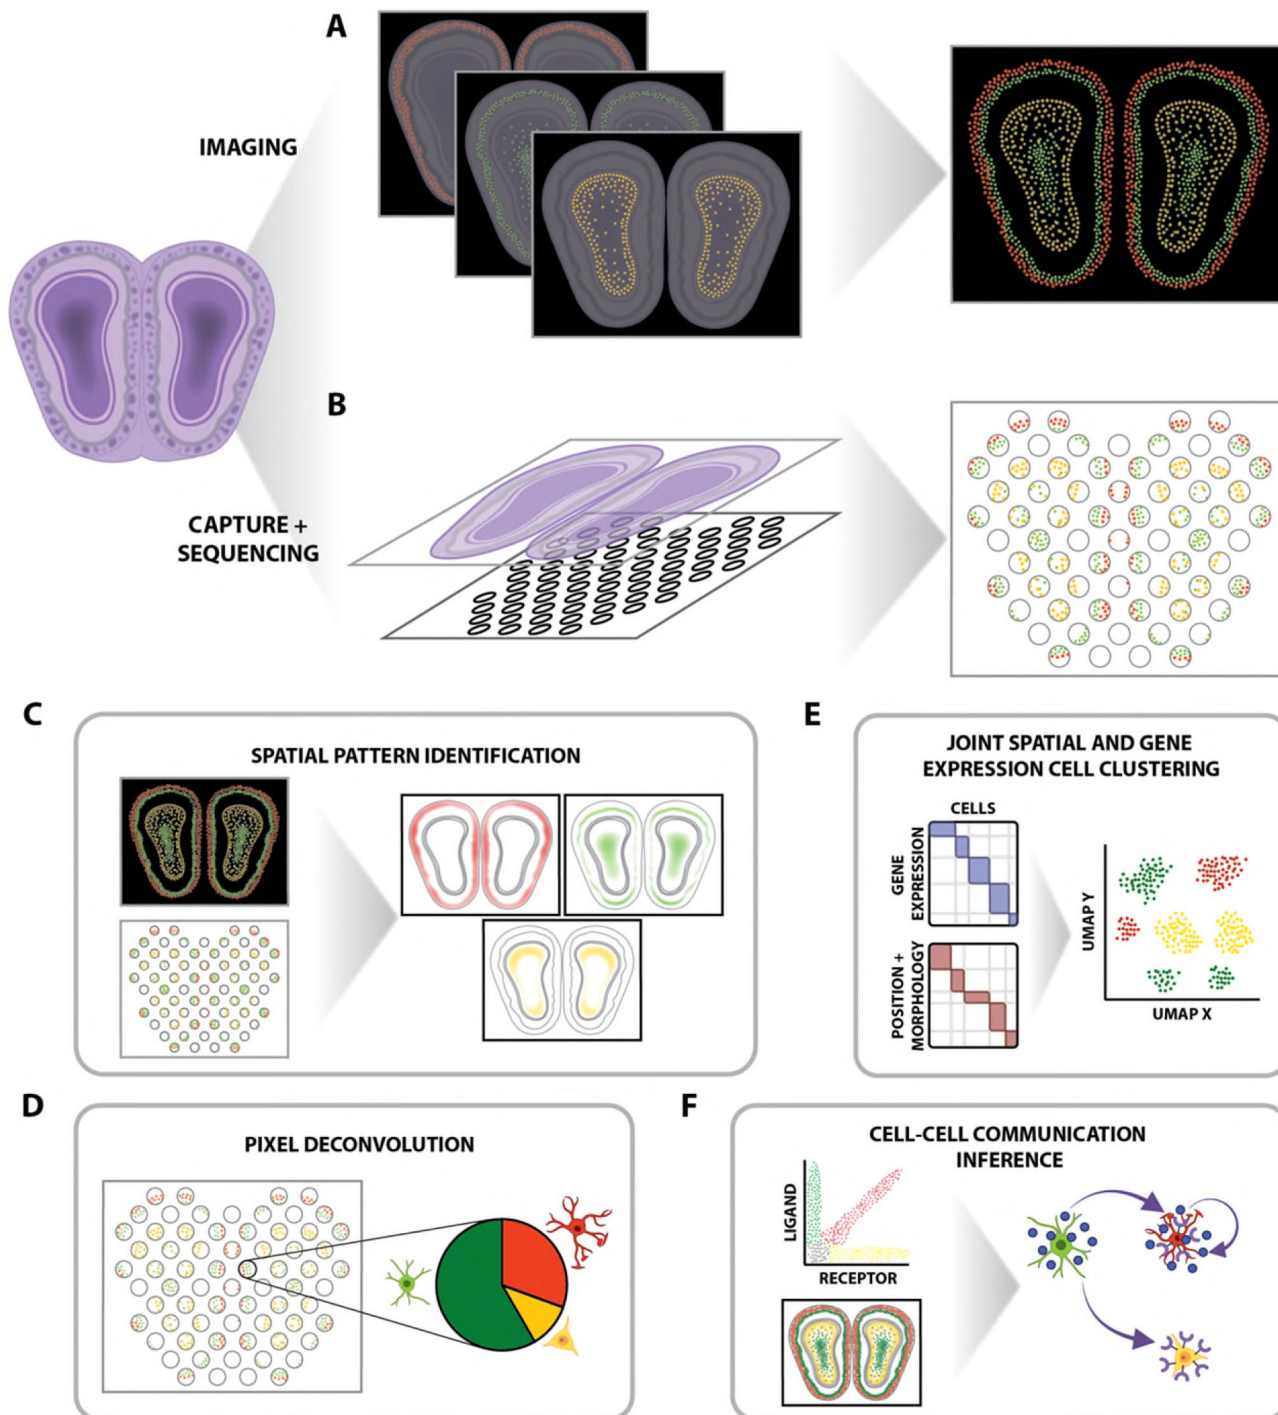 A
IMAGING
B
CAPTURE +
SEQUENCING
C
SPATIAL PATTERN IDENTIFICATION
E
JOINT SPATIAL AND GENE
EXPRESSION CELL CLUSTERING
CELLS
GENE
EXPRESSION
POSITION +
MORPHOLOGY
UMAP Y
UMAP X
D
PIXEL DECONVOLUTION
F
CELL-CELL COMMUNICATION
INFERENCE
LIGAND
RECEPTOR